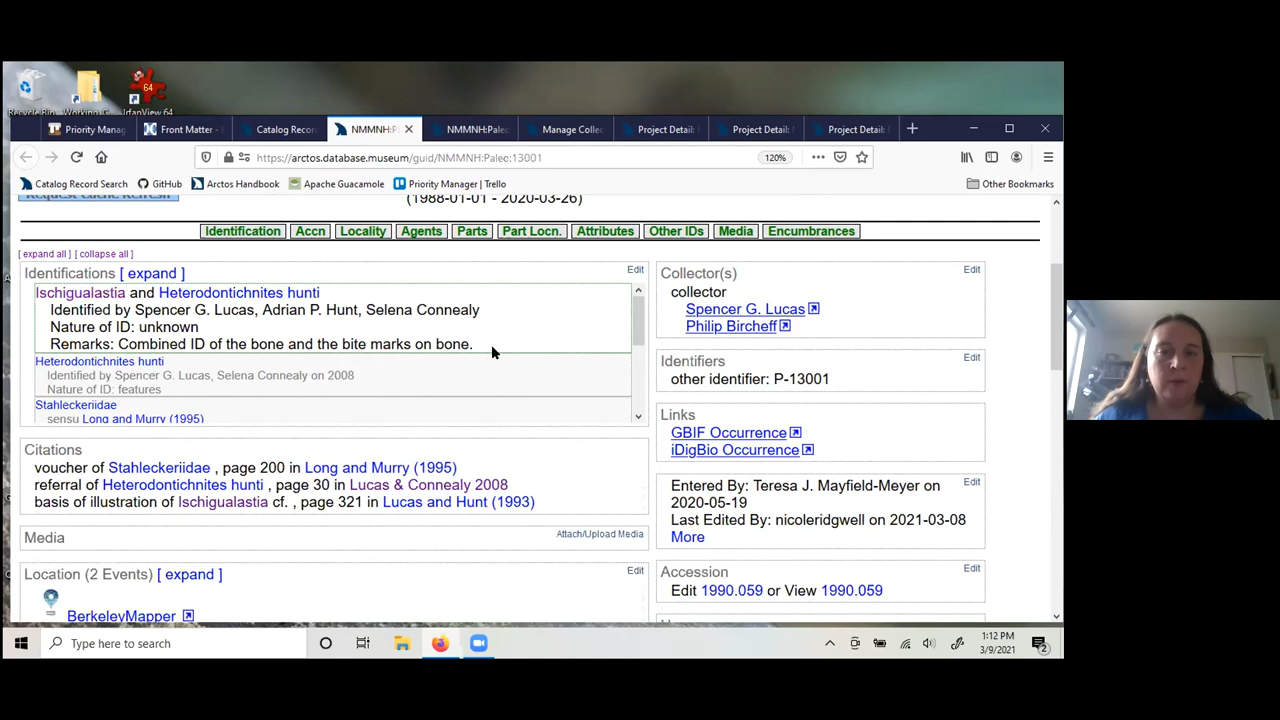 Recycle Bin
64
IrfanView 64
Priority Manag
Front Matter -
Catalog Recor
NMMNH:P
NMMNH:Paleo
Manage Collec
Project Detail:
Project Detail:
Project Detail:
https://arctos.database.museum/guid/NMMNH:Paleo:13001
120%
Catalog Record Search
GitHub
Arctos Handbook
Apache Guacamole
Priority Manager | Trello
Other Bookmarks
Request Cache Refresh
(1988-01-01 - 2020-03-26)
Identification Accn Locality Agents Parts Part Locn. Attributes Other IDs Media Encumbrances
[ expand all ] [ collapse all ]
Identifications [ expand ]
Edit
Ischigualastia and Heterodontichnites hunti
Identified by Spencer G. Lucas, Adrian P. Hunt, Selena Connealy
Nature of ID: unknown
Remarks: Combined ID of the bone and the bite marks on bone.
Heterodontichnites hunti
Identified by Spencer G. Lucas, Selena Connealy on 2008
Nature of ID: features
Stahleckeriidae
sensu Long and Murry (1995)
Citations
voucher of Stahleckeriidae , page 200 in Long and Murry (1995)
referral of Heterodontichnites hunti , page 30 in Lucas & Connealy 2008
basis of illustration of Ischigualastia cf. , page 321 in Lucas and Hunt (1993)
Media
Attach/Upload Media
Location (2 Events) [ expand ]
Edit
BerkeleyMapper
Collector(s)
Edit
collector
Spencer G. Lucas
Philip Bircheff
Identifiers
Edit
other identifier: P-13001
Links
GBIF Occurrence
iDigBio Occurrence
Entered By: Teresa J. Mayfield-Meyer on
Edit
2020-05-19
Last Edited By: nicoleridgwell on 2021-03-08
More
Accession
Edit
Edit 1990.059 or View 1990.059
Type here to search
1:12 PM
3/9/2021
2